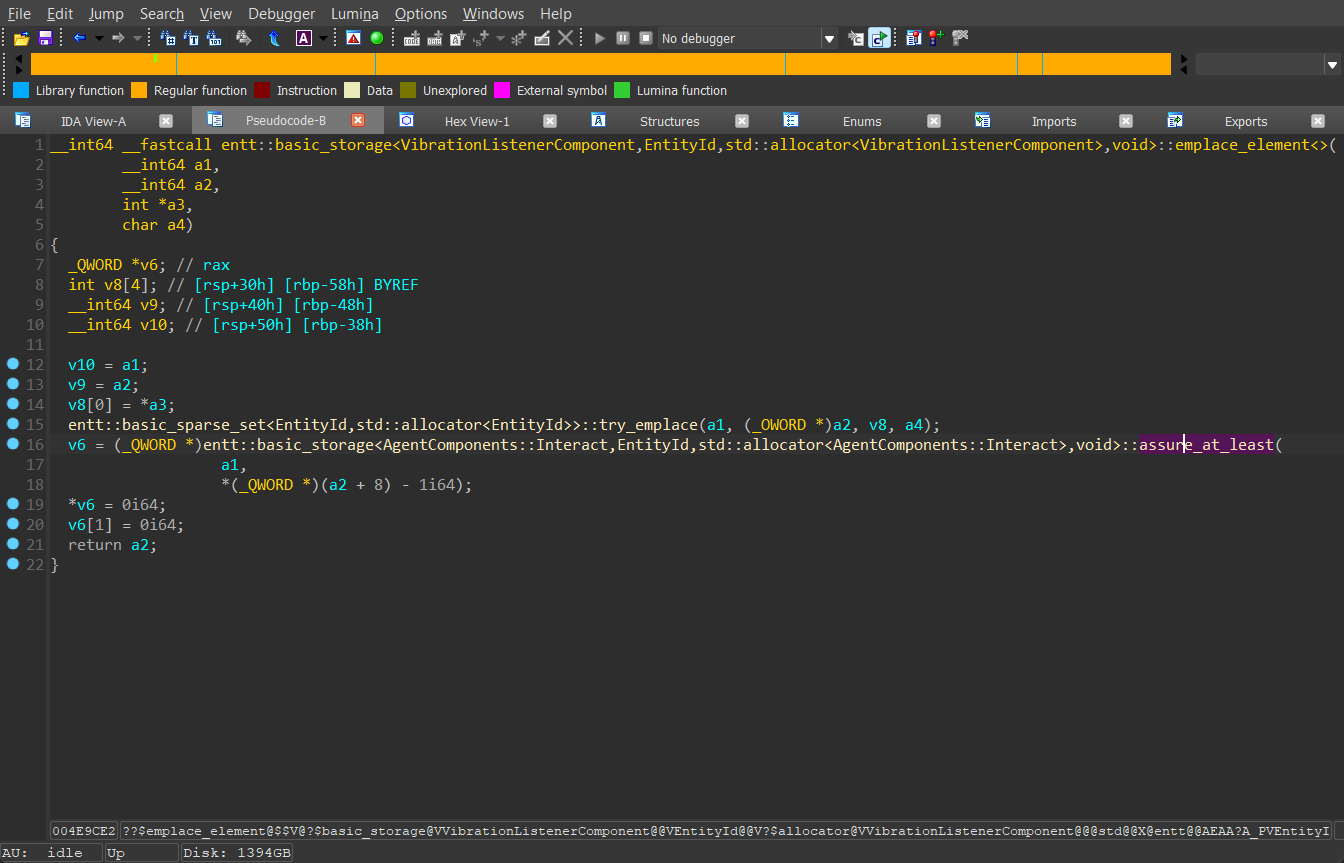 File Edit Jump Search View Debugger Lumina Options Windows Help
No debugger
Library function Regular function Instruction Data Unexplored External symbol Lumina function
IDA View-A Pseudocode-B Hex View-1 Structures Enums Imports Exports
1 __int64 __fastcall entt::basic_storage<VibrationListenerComponent,EntityId,std::allocator<VibrationListenerComponent>,void>::emplace_element<>(
2 __int64 a1,
3 __int64 a2,
4 int *a3,
5 char a4)
6 {
7 _QWORD *v6; // rax
8 int v8[4]; // [rsp+30h] [rbp-58h] BYREF
9 __int64 v9; // [rsp+40h] [rbp-48h]
10 __int64 v10; // [rsp+50h] [rbp-38h]
11
12 v10 = a1;
13 v9 = a2;
14 v8[0] = *a3;
15 entt::basic_sparse_set<EntityId,std::allocator<EntityId>>::try_emplace(a1, (_OWORD *)a2, v8, a4);
16 v6 = (_QWORD *)entt::basic_storage<AgentComponents::Interact,EntityId,std::allocator<AgentComponents::Interact>,void>::assure_at_least(
17 a1,
18 *(_QWORD *)(a2 + 8) - 1i64);
19 *v6 = 0i64;
20 v6[1] = 0i64;
21 return a2;
22 }
004E9CE2 ??$emplace_element@$$V@?$basic_storage@VVibrationListenerComponent@@VEntityId@@V?$allocator@VVibrationListenerComponent@@@std@@X@entt@@AEAA?A_PVEntityI
AU: idle Up Disk: 1394GB